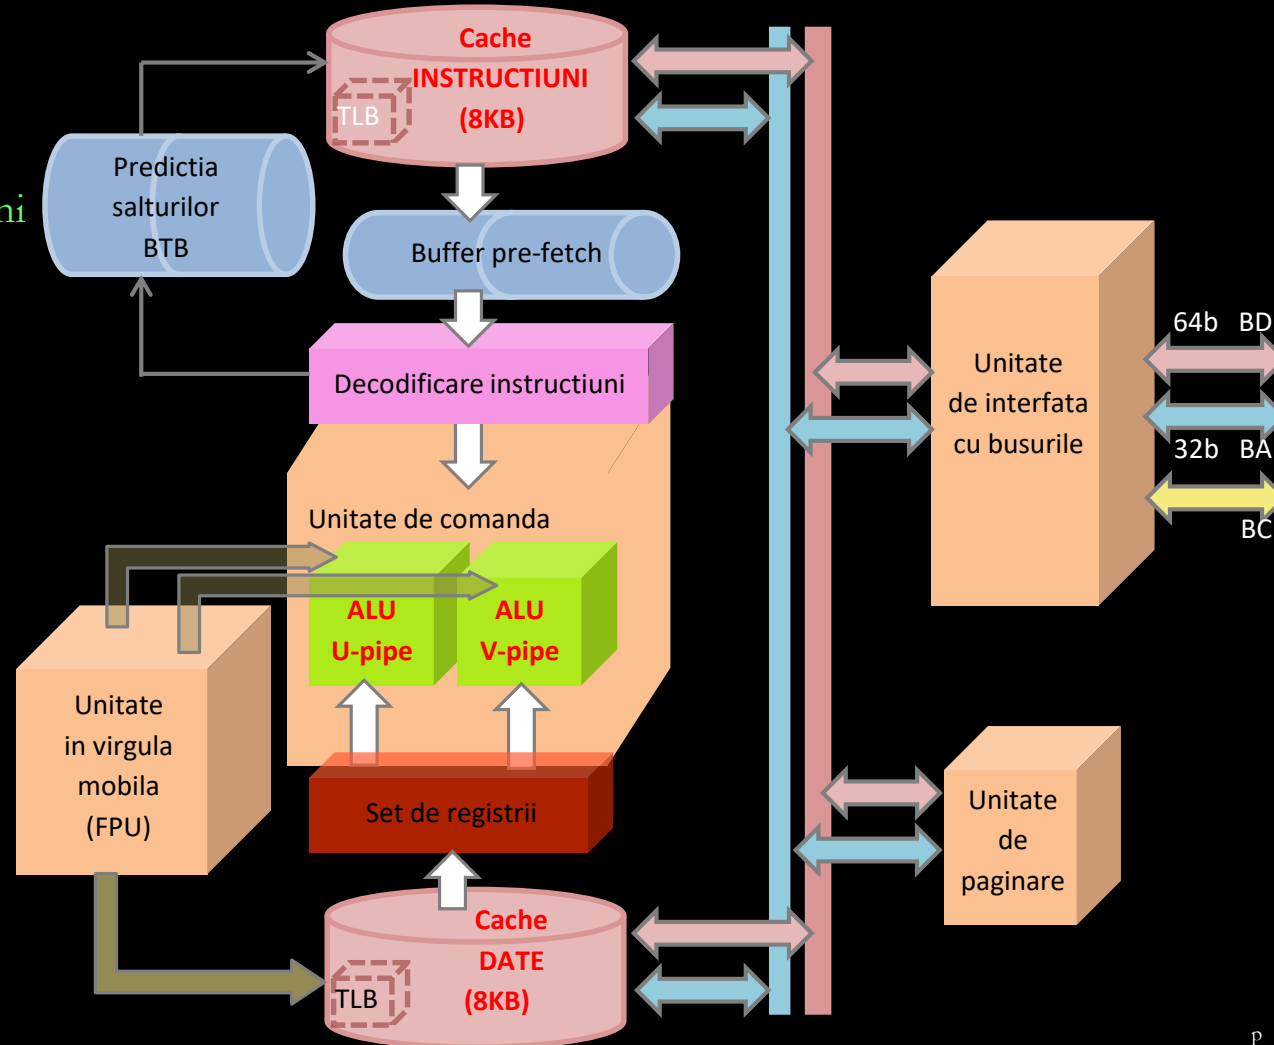 Cache
INSTRUCTIUNI
(8KB)
TLB
Predictia
salturilor
BTB
ni
Buffer pre-fetch
Decodificare instructiuni
Unitate de comanda
ALU
U-pipe
ALU
V-pipe
Unitate
in virgula
mobila
(FPU)
Set de registrii
Cache
DATE
(8KB)
TLB
Unitate
de interfata
cu busurile
64b BD
32b BA
BC
Unitate
de
paginare
p